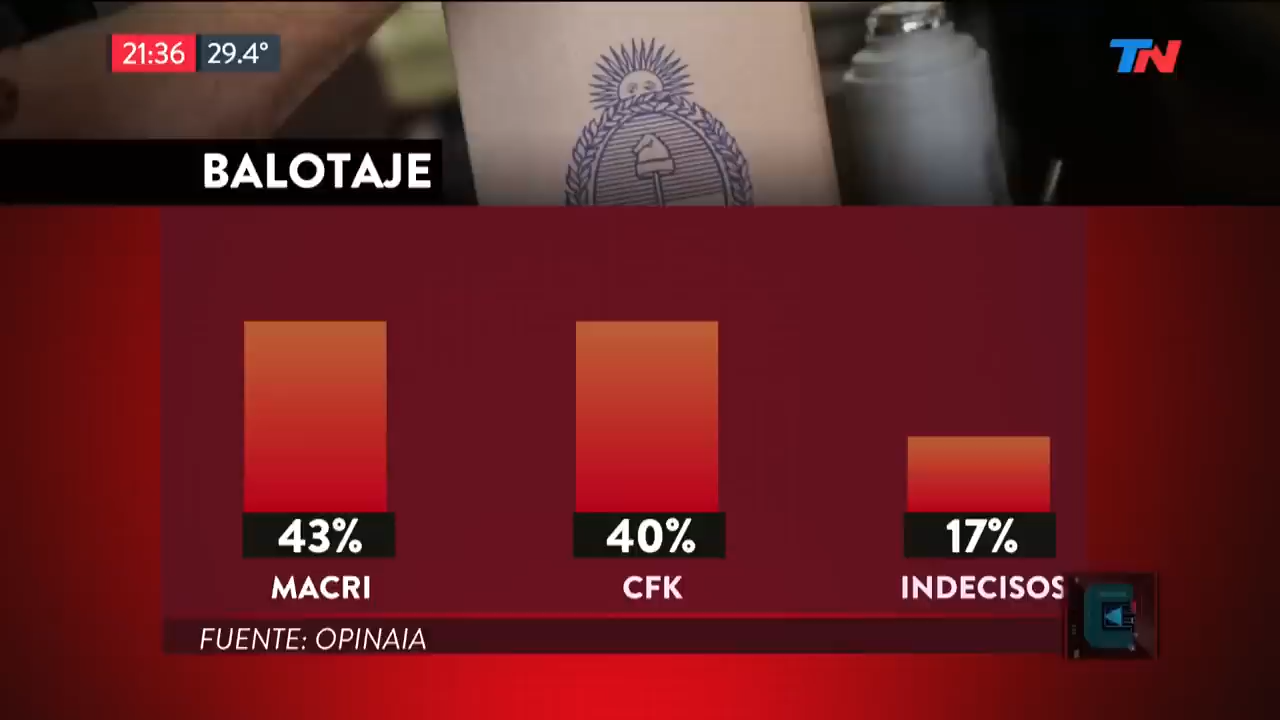 21:36 29.4°
TN
BALOTAJE
43% 40% 17%
MACRI CFK INDECISOS
FUENTE: OPINAIA